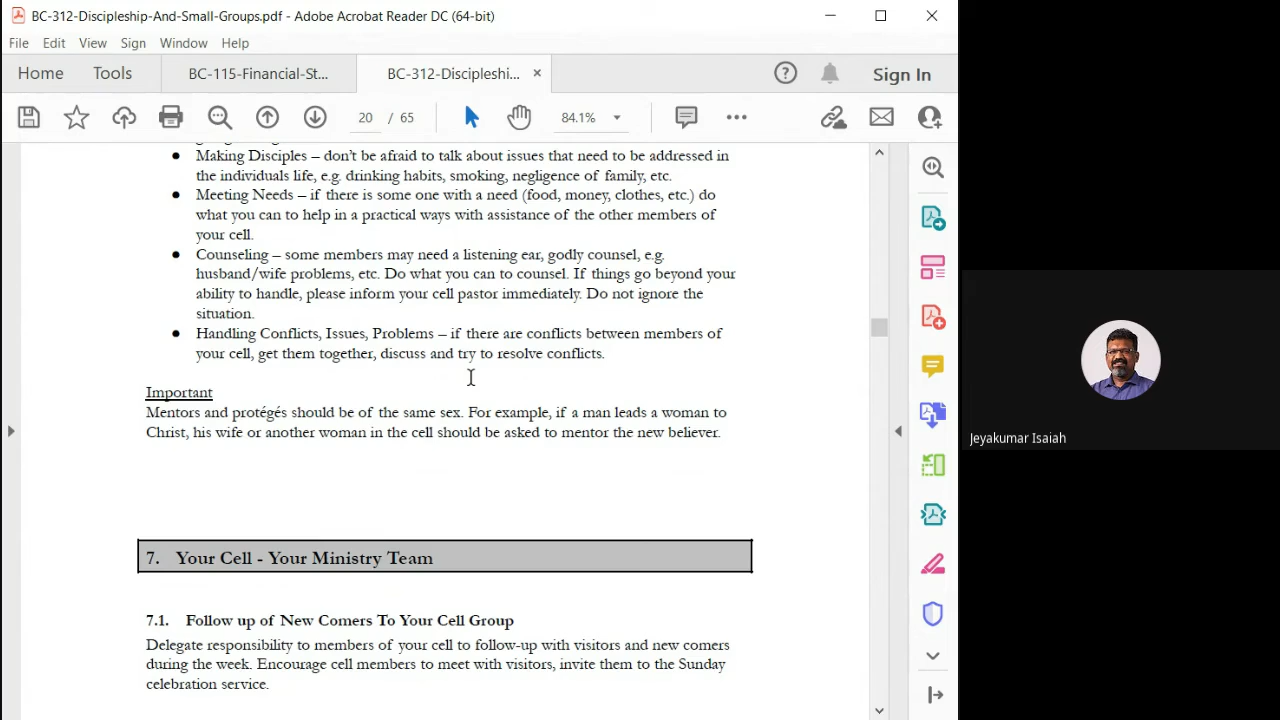 BC-312-Discipleship-And-Small-Groups.pdf - Adobe Acrobat Reader DC (64-bit)
File Edit View Sign Window Help
Home Tools BC-115-Financial-St... BC-312-Discipleshi... × Sign In
20 / 65 84.1%
● Making Disciples – don't be afraid to talk about issues that need to be addressed in
the individuals life, e.g. drinking habits, smoking, negligence of family, etc.
● Meeting Needs – if there is some one with a need (food, money, clothes, etc.) do
what you can to help in a practical ways with assistance of the other members of
your cell.
● Counseling – some members may need a listening ear, godly counsel, e.g.
husband/wife problems, etc. Do what you can to counsel. If things go beyond your
ability to handle, please inform your cell pastor immediately. Do not ignore the
situation.
● Handling Conflicts, Issues, Problems – if there are conflicts between members of
your cell, get them together, discuss and try to resolve conflicts.
Important
Mentors and protégés should be of the same sex. For example, if a man leads a woman to
Christ, his wife or another woman in the cell should be asked to mentor the new believer.
7. Your Cell - Your Ministry Team
7.1. Follow up of New Comers To Your Cell Group
Delegate responsibility to members of your cell to follow-up with visitors and new comers
during the week. Encourage cell members to meet with visitors, invite them to the Sunday
celebration service.
Jeyakumar Isaiah